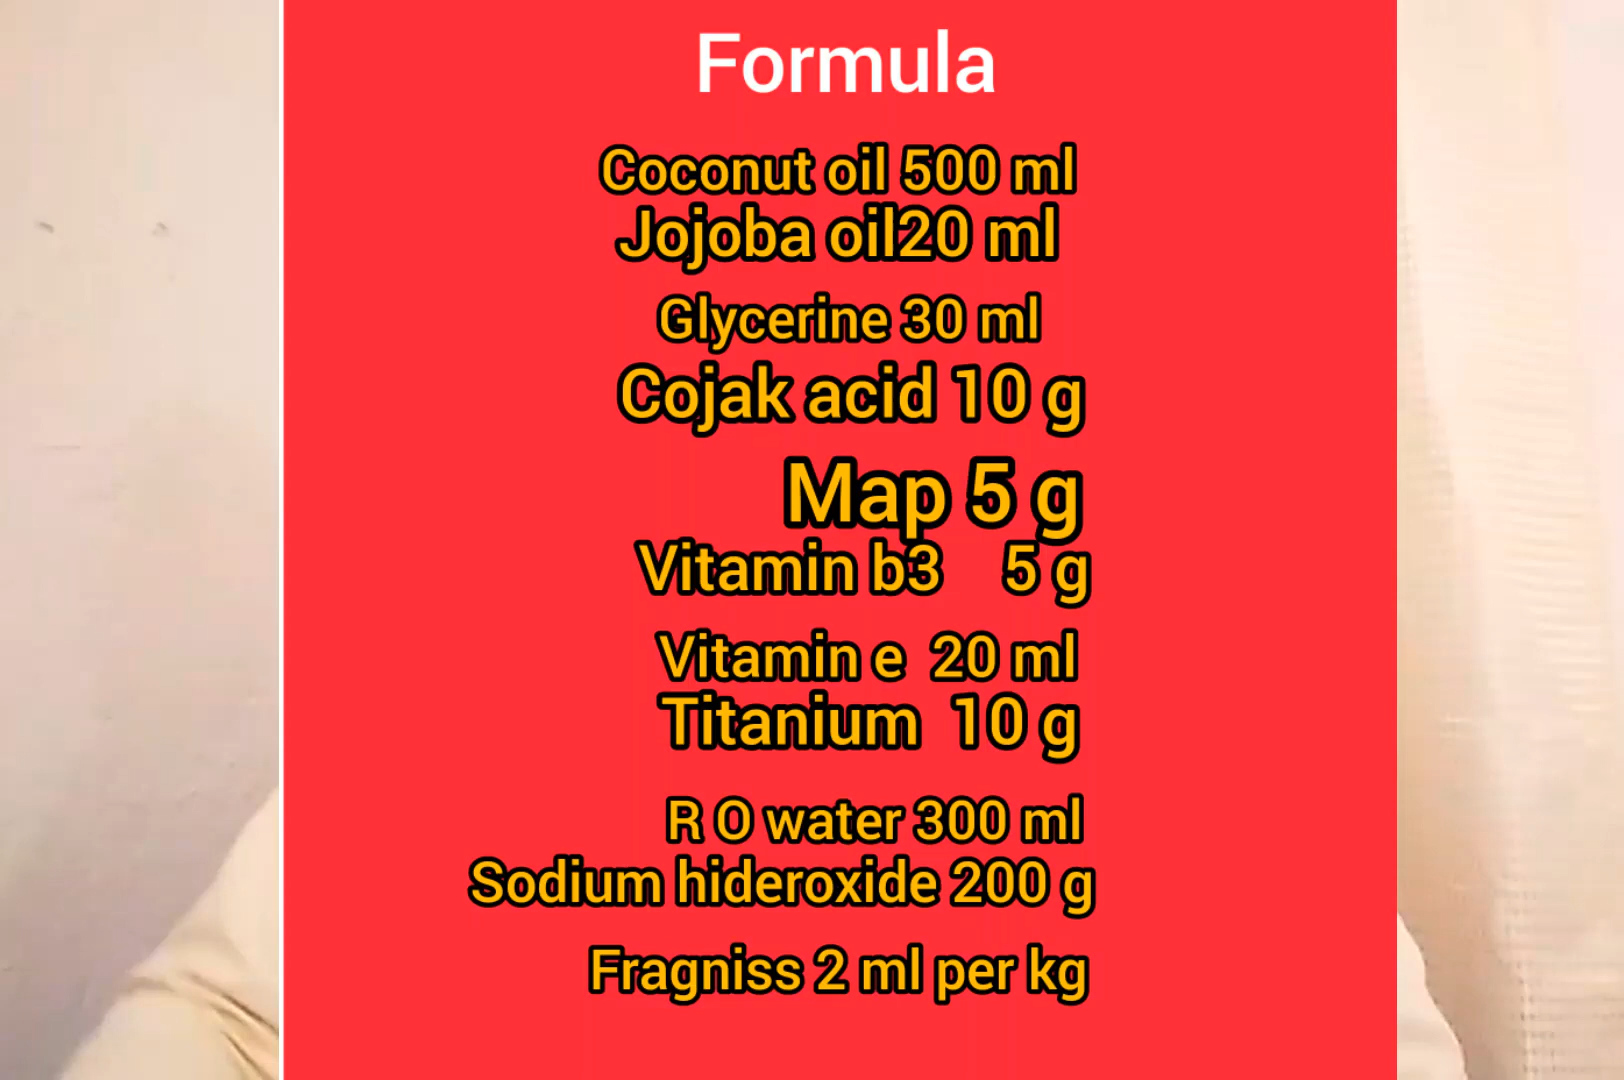 Formula
Coconut oil 500 ml
Jojoba oil20 ml
Glycerine 30 ml
Cojak acid 10 g
Map 5 g
Vitamin b3 5 g
Vitamin e 20 ml
Titanium 10 g
R O water 300 ml
Sodium hideroxide 200 g
Fragniss 2 ml per kg